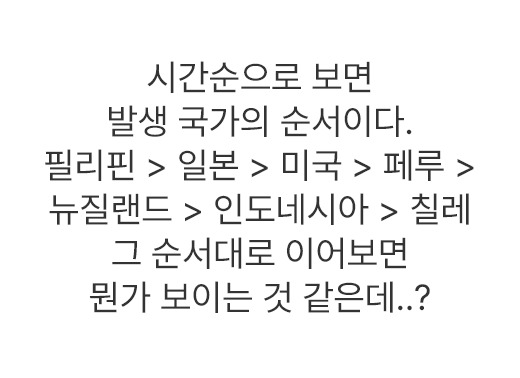 시간순으로 보면
발생 국가의 순서이다.
필리핀 > 일본 > 미국 > 페루 >
뉴질랜드 > 인도네시아 > 칠레
그 순서대로 이어보면
뭔가 보이는 것 같은데..?